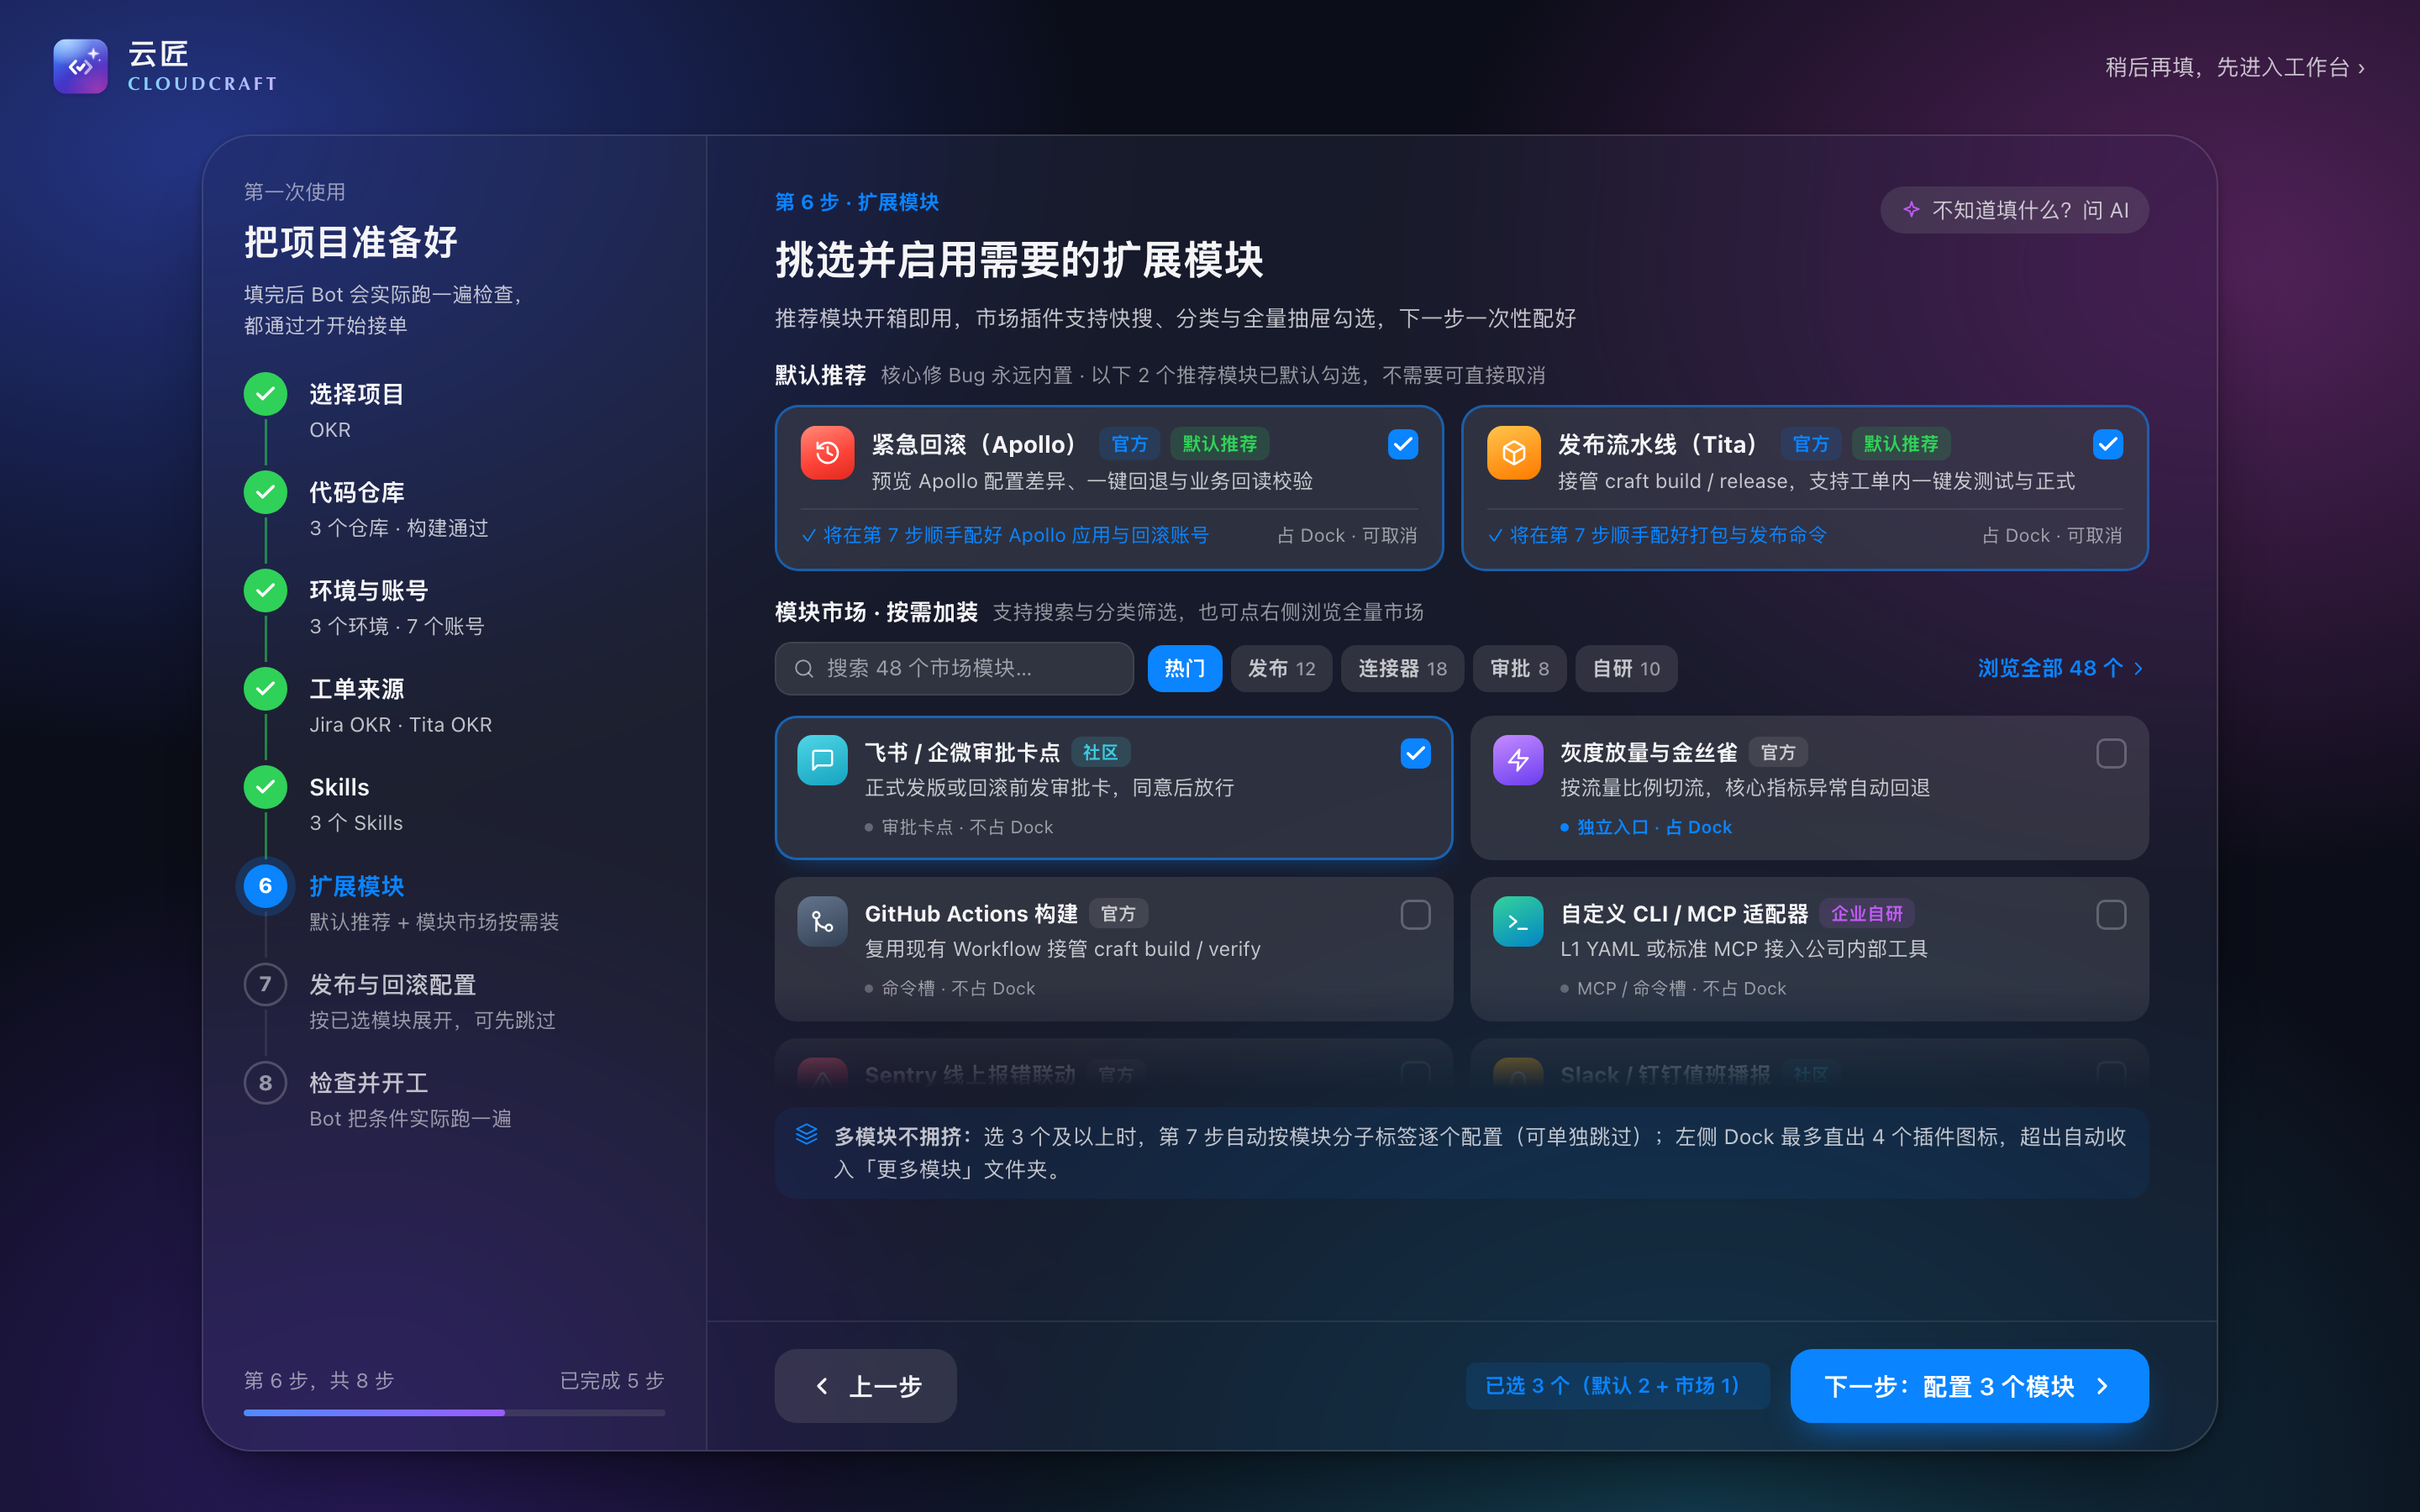 云匠
CLOUDCRAFT
稍后再填，先进入工作台 ›
第一次使用
把项目准备好
填完后 Bot 会实际跑一遍检查，
都通过才开始接单
选择项目
OKR
代码仓库
3 个仓库 · 构建通过
环境与账号
3 个环境 · 7 个账号
工单来源
Jira OKR · Tita OKR
Skills
3 个 Skills
6 扩展模块
默认推荐 + 模块市场按需装
7 发布与回滚配置
按已选模块展开，可先跳过
8 检查并开工
Bot 把条件实际跑一遍
第 6 步，共 8 步 已完成 5 步
第 6 步 · 扩展模块
不知道填什么？问 AI
挑选并启用需要的扩展模块
推荐模块开箱即用，市场插件支持快搜、分类与全量抽屉勾选，下一步一次性配好
默认推荐 核心修 Bug 永远内置 · 以下 2 个推荐模块已默认勾选，不需要可直接取消
紧急回滚（Apollo） 官方 默认推荐
预览 Apollo 配置差异、一键回退与业务回读校验
✓ 将在第 7 步顺手配好 Apollo 应用与回滚账号 占 Dock · 可取消
发布流水线（Tita） 官方 默认推荐
接管 craft build / release，支持工单内一键发测试与正式
✓ 将在第 7 步顺手配好打包与发布命令 占 Dock · 可取消
模块市场 · 按需加装 支持搜索与分类筛选，也可点右侧浏览全量市场
搜索 48 个市场模块... 热门 发布 12 连接器 18 审批 8 自研 10 浏览全部 48 个 ›
飞书 / 企微审批卡点 社区
正式发版或回滚前发审批卡，同意后放行
审批卡点 · 不占 Dock
灰度放量与金丝雀 官方
按流量比例切流，核心指标异常自动回退
独立入口 · 占 Dock
GitHub Actions 构建 官方
复用现有 Workflow 接管 craft build / verify
命令槽 · 不占 Dock
自定义 CLI / MCP 适配器 企业自研
L1 YAML 或标准 MCP 接入公司内部工具
MCP / 命令槽 · 不占 Dock
Sentry 线上报错联动 官方
Slack / 钉钉值班播报 社区
多模块不拥挤：选 3 个及以上时，第 7 步自动按模块分子标签逐个配置（可单独跳过）；左侧 Dock 最多直出 4 个插件图标，超出自动收
入「更多模块」文件夹。
上一步
已选 3 个（默认 2 + 市场 1）
下一步：配置 3 个模块